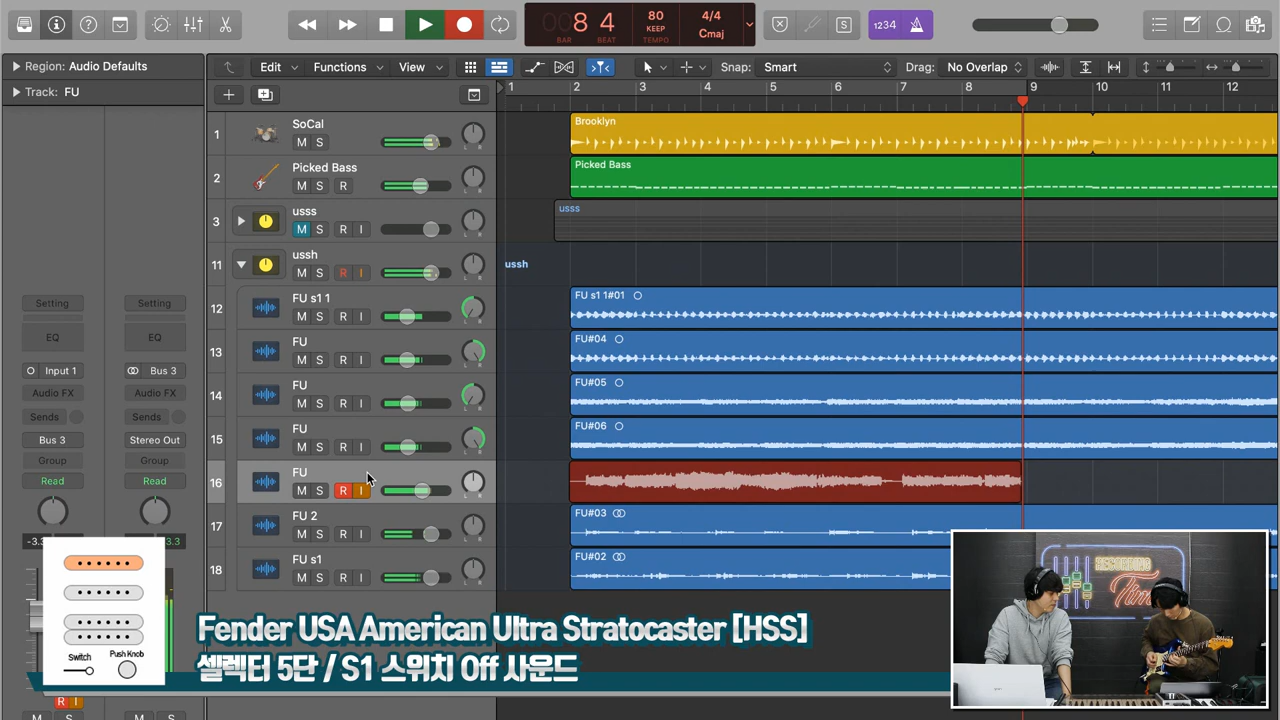 8 4
BAR BEAT
80
KEEP
TEMPO
4/4
Cmaj
S
1234
Region: Audio Defaults
Track: FU
Edit
Functions
View
Snap: Smart
Drag: No Overlap
1 2 3 4 5 6 7 8 9 10 11 12
1 SoCal
M S
Brooklyn
2 Picked Bass
M S R
Picked Bass
3 usss
M S R I
usss
11 ussh
M S R I
ussh
12 FU s1 1
M S R I
FU s1 1#01
13 FU
M S R I
FU#04
14 FU
M S R I
FU#05
15 FU
M S R I
FU#06
16 FU
M S R I
17 FU 2
M S R I
FU#03
18 FU s1
M S R I
FU#02
Setting Setting
EQ EQ
Input 1 Bus 3
Audio FX Audio FX
Sends Sends
Bus 3 Stereo Out
Group Group
Read Read
-3.3
3.3
Switch
Push Knob
R I
M S M S
RECORDING
Time
Fender USA American Ultra Stratocaster [HSS]
셀렉터 5단 / S1 스위치 Off 사운드